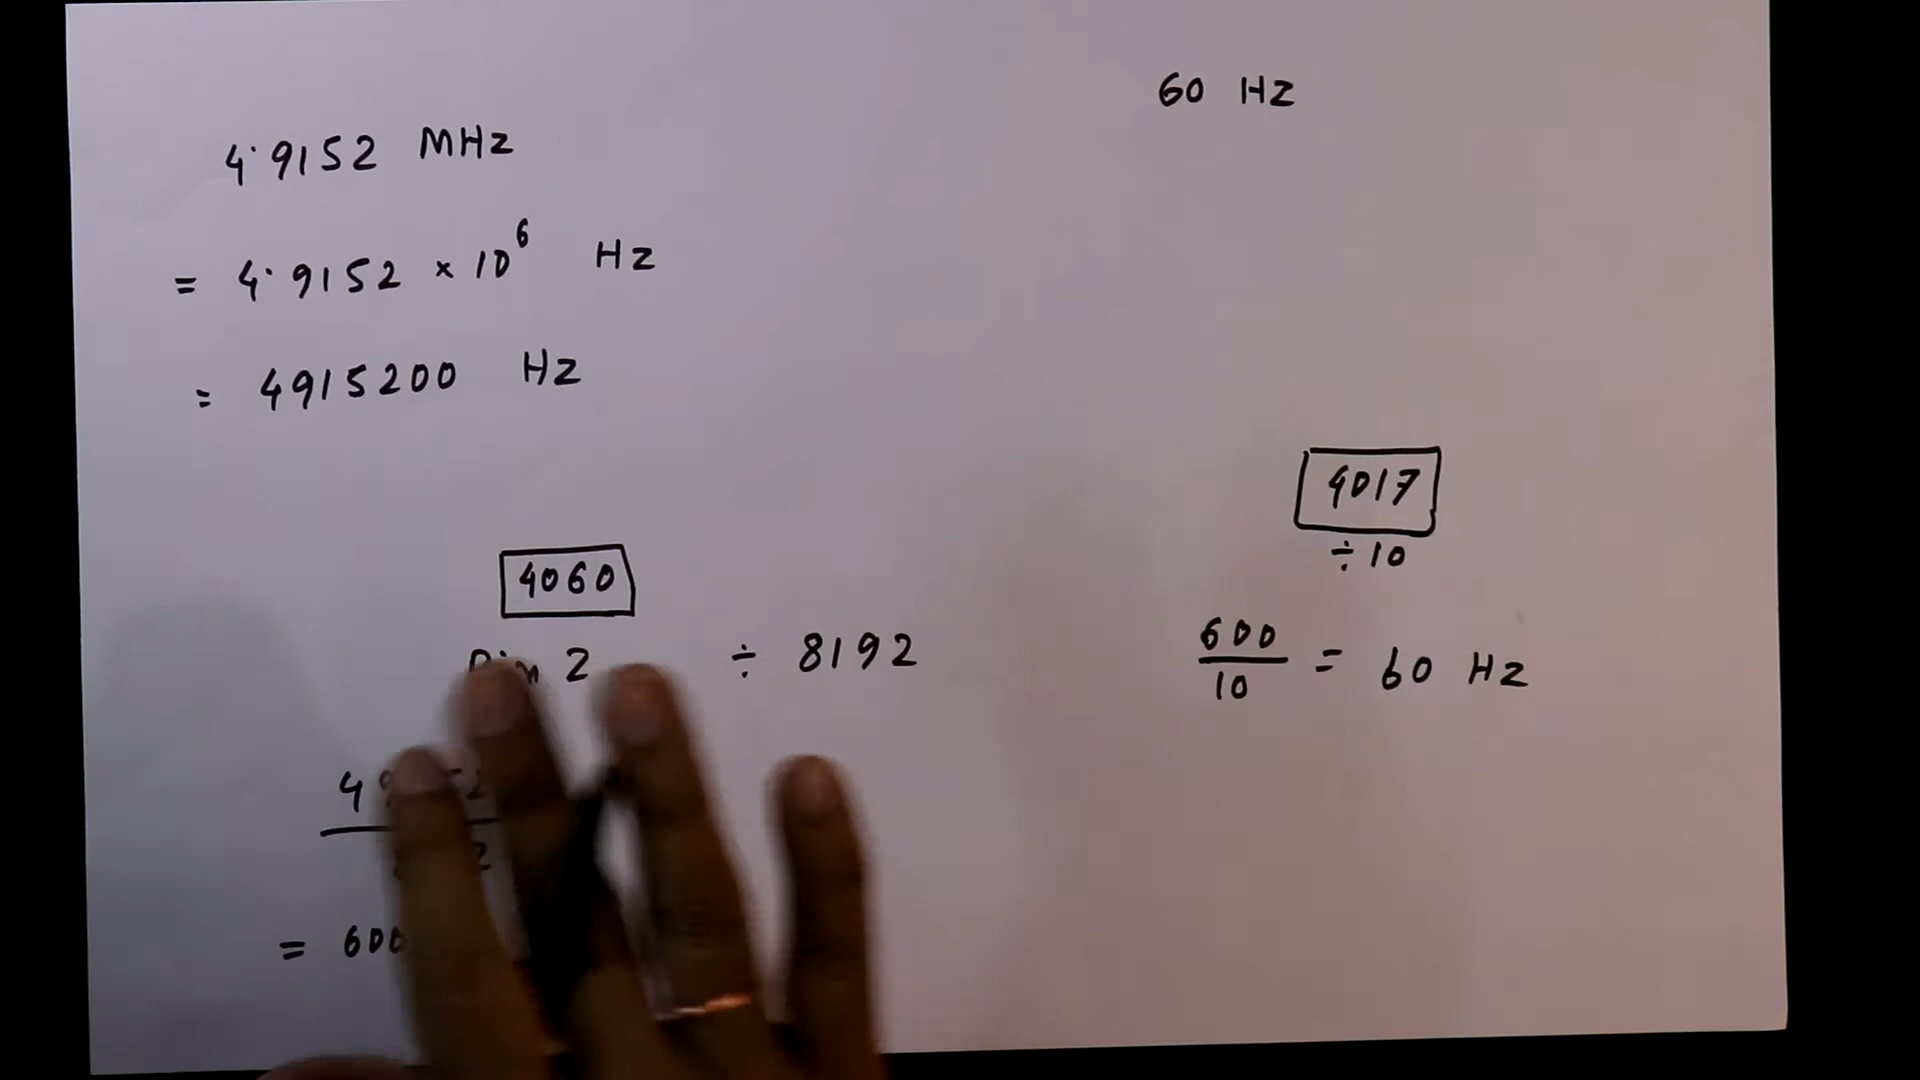 60 Hz
4.9152 MHz
= 4.9152 × 10⁶ Hz
= 4915200 Hz
4017
÷ 10
4060
Pin 2 ÷ 8192
600
10
= 60 Hz
= 600